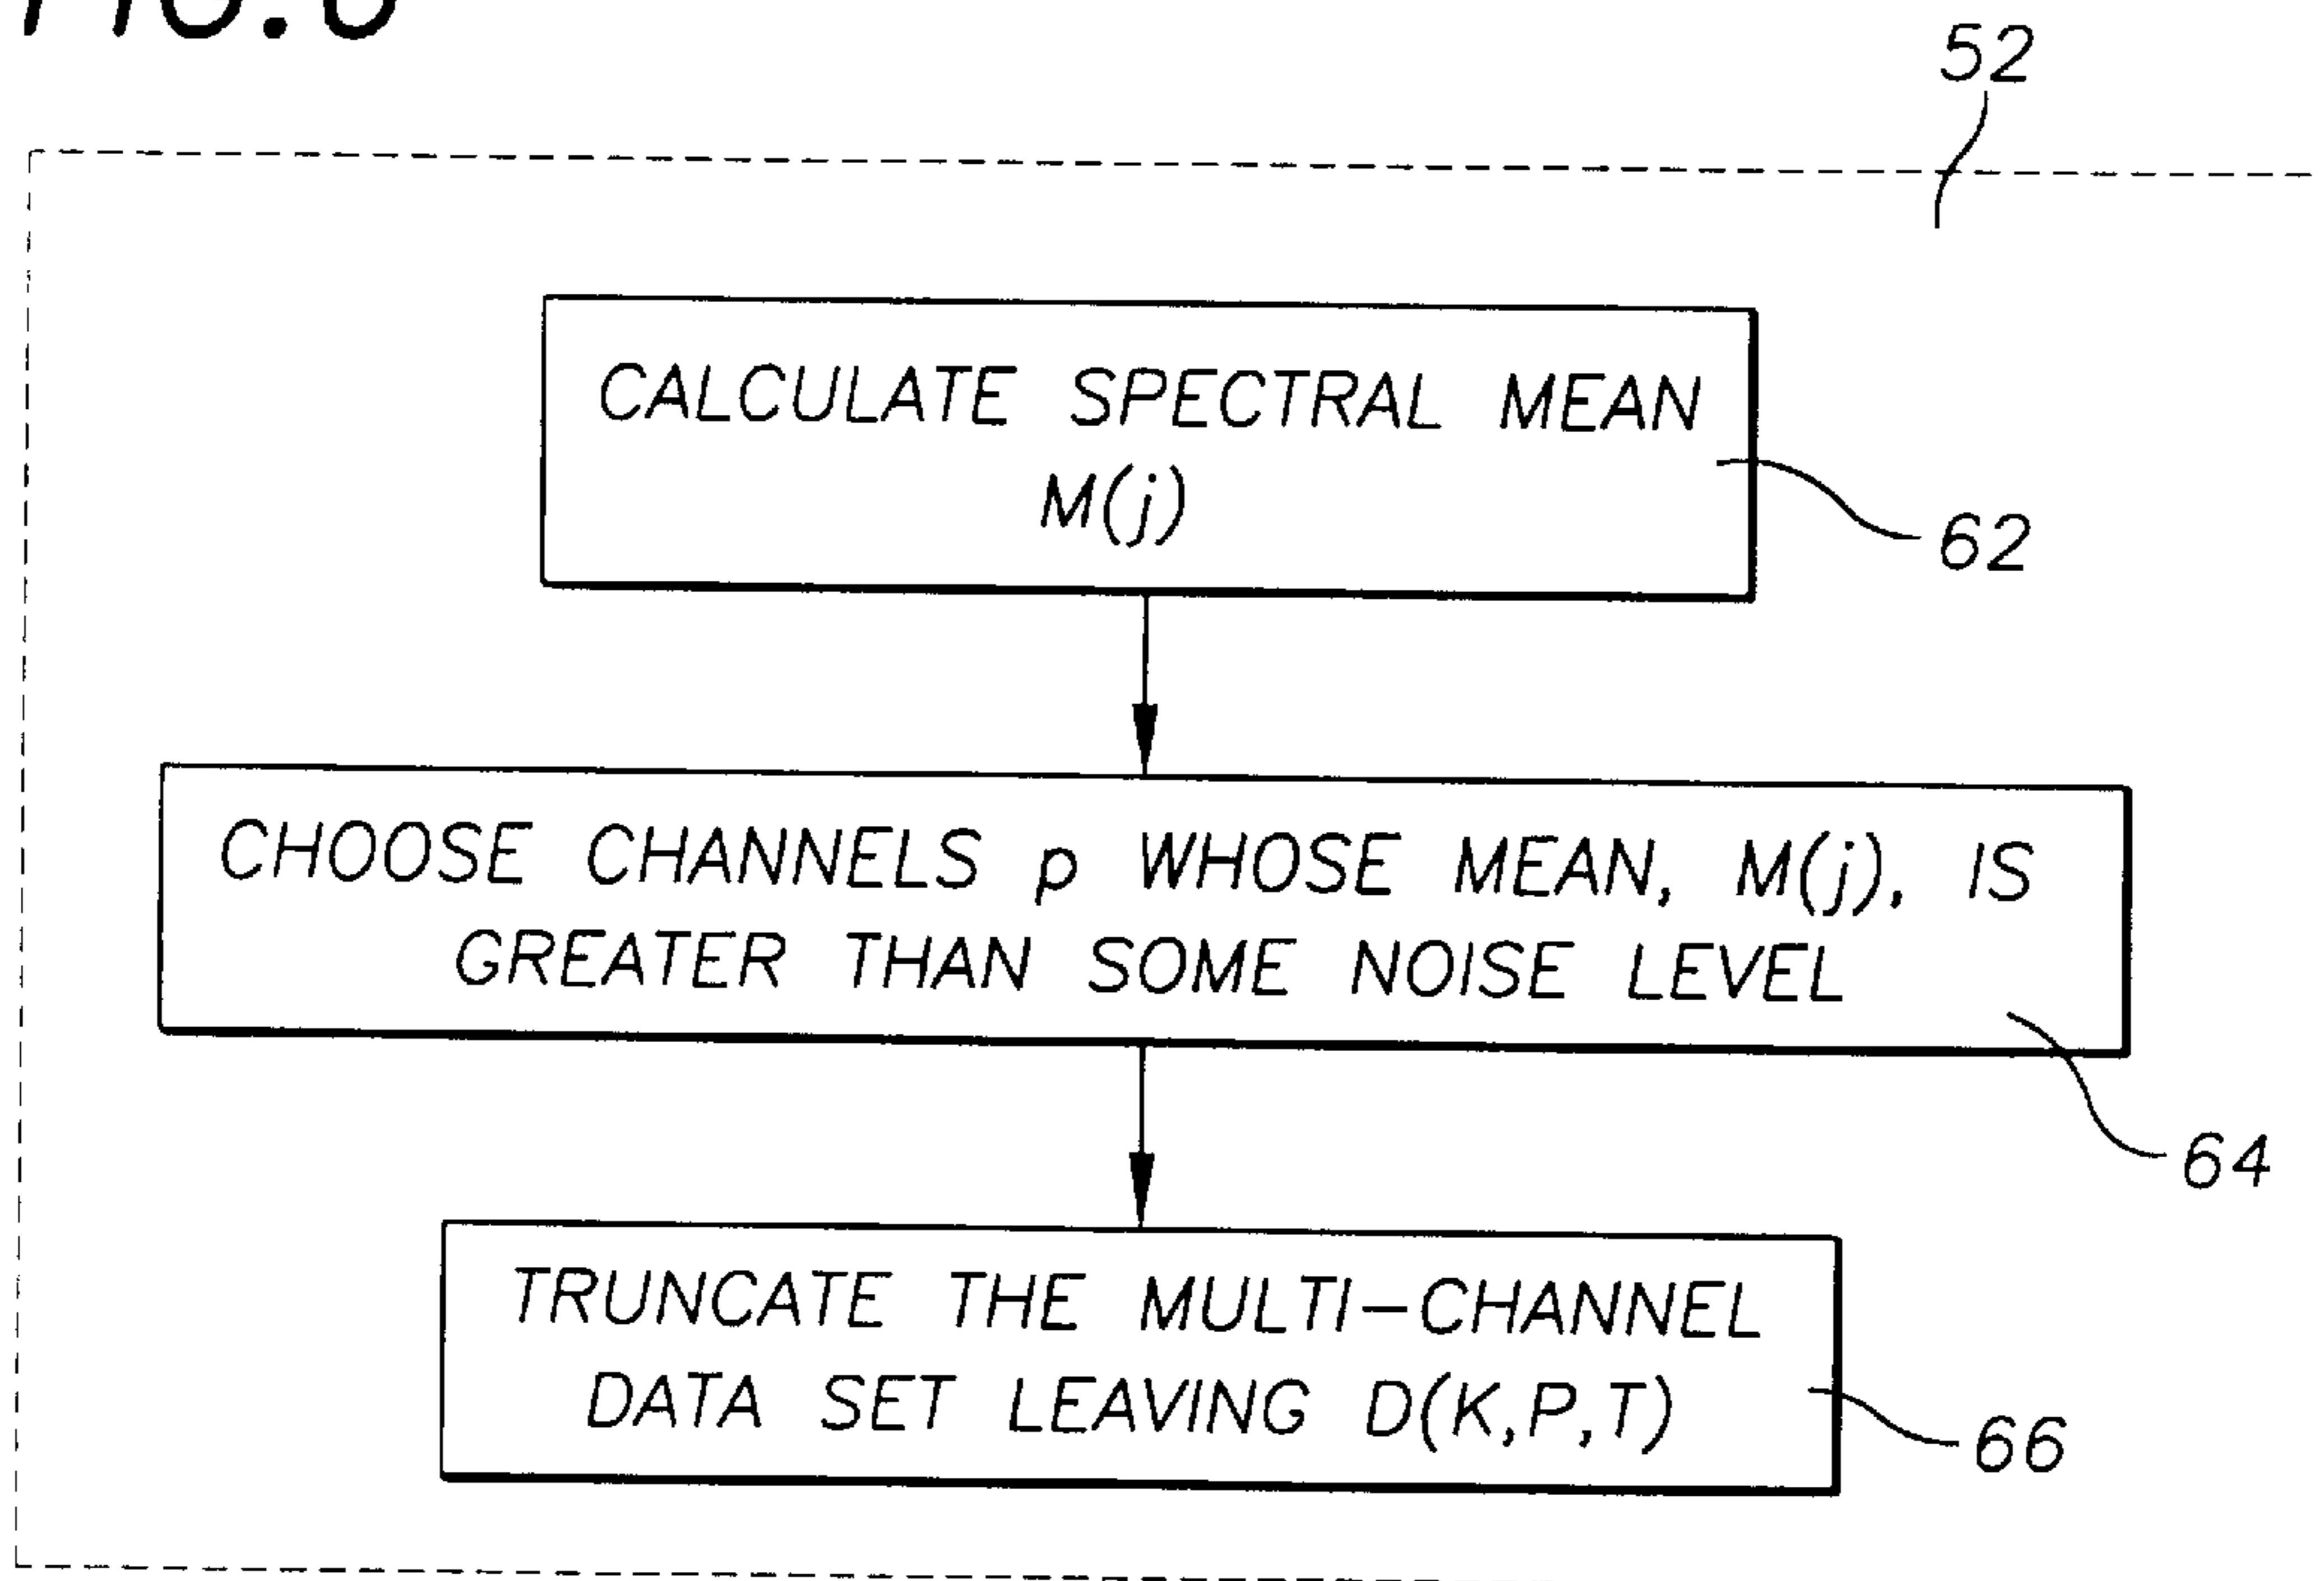 52
CALCULATE SPECTRAL MEAN
M(j)
62
CHOOSE CHANNELS p WHOSE MEAN, M(j), IS
GREATER THAN SOME NOISE LEVEL
64
TRUNCATE THE MULTI-CHANNEL
DATA SET LEAVING D(K,P,T)
66